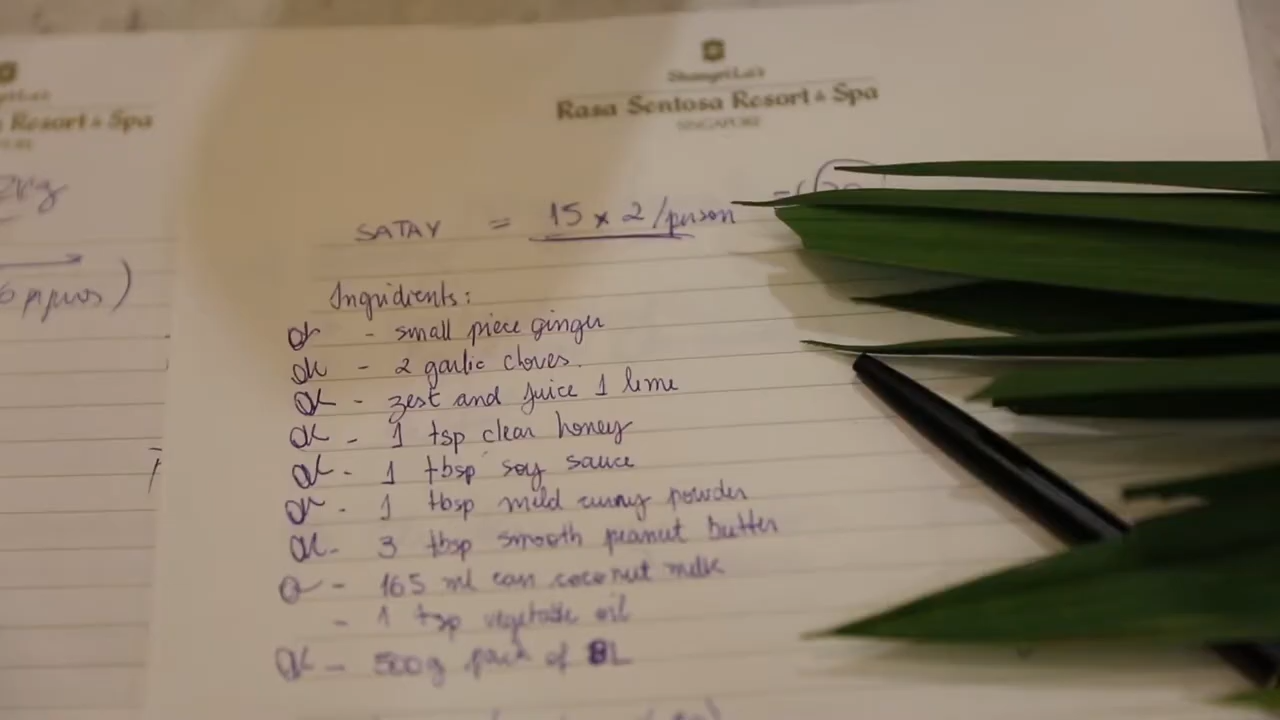 Shangri-La's
Rasa Sentosa Resort & Spa
SINGAPORE
Resort & Spa
2kg
SATAY = 15 x 2 /person
Ingridients:
ok - small piece ginger
ok - 2 garlic cloves.
ok - zest and juice 1 lime
ok - 1 tsp clear honey
ok - 1 tbsp soy sauce
ok - 1 tbsp mild curry powder
ok - 3 tbsp smooth peanut butter
- 165 ml can coconut milk
- 1 tsp vegetable oil
ok - 500g pack of BL